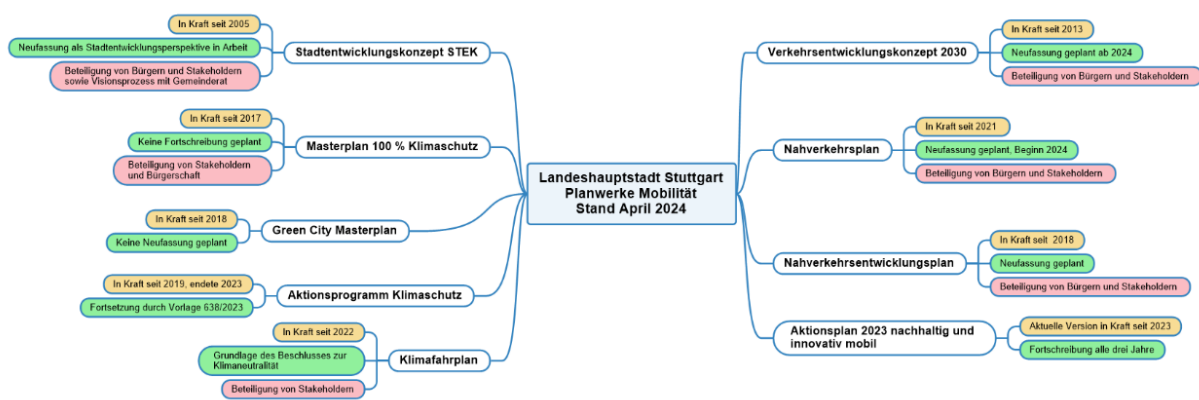 Landeshauptstadt Stuttgart
Planwerke Mobilität
Stand April 2024
Stadtentwicklungskonzept STEK
In Kraft seit 2005
Neufassung als Stadtentwicklungsperspektive in Arbeit
Beteiligung von Bürgern und Stakeholdern
sowie Visionsprozess mit Gemeinderat
Masterplan 100 % Klimaschutz
In Kraft seit 2017
Keine Fortschreibung geplant
Beteiligung von Stakeholdern
und Bürgerschaft
Green City Masterplan
In Kraft seit 2018
Keine Neufassung geplant
Aktionsprogramm Klimaschutz
In Kraft seit 2019, endete 2023
Fortsetzung durch Vorlage 638/2023
Klimafahrplan
In Kraft seit 2022
Grundlage des Beschlusses zur
Klimaneutralität
Beteiligung von Stakeholdern
Verkehrsentwicklungskonzept 2030
In Kraft seit 2013
Neufassung geplant ab 2024
Beteiligung von Bürgern und Stakeholdern
Nahverkehrsplan
In Kraft seit 2021
Neufassung geplant, Beginn 2024
Beteiligung von Bürgern und Stakeholdern
Nahverkehrsentwicklungsplan
In Kraft seit 2018
Neufassung geplant
Beteiligung von Bürgern und Stakeholdern
Aktionsplan 2023 nachhaltig und
innovativ mobil
Aktuelle Version in Kraft seit 2023
Fortschreibung alle drei Jahre